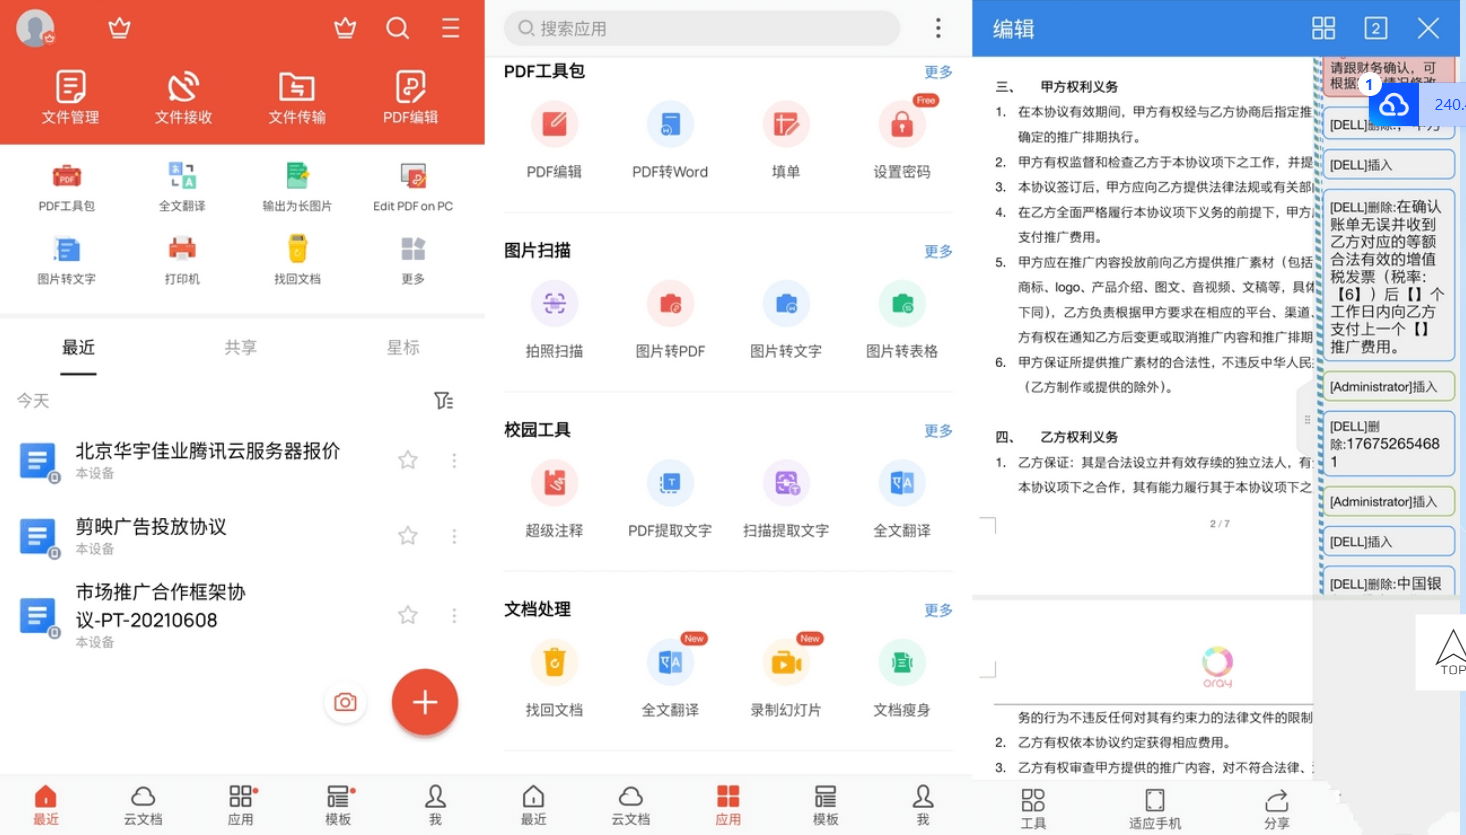 文件管理
文件接收
文件传输
PDF编辑
PDF工具包
全文翻译
输出为长图片
Edit PDF on PC
图片转文字
打印机
找回文档
更多
最近
共享
星标
今天
北京华宇佳业腾讯云服务器报价
本设备
剪映广告投放协议
本设备
市场推广合作框架协
议-PT-20210608
本设备
最近
云文档
应用
模板
我
搜索应用
PDF工具包
更多
Free
PDF编辑
PDF转Word
填单
设置密码
图片扫描
更多
拍照扫描
图片转PDF
图片转文字
图片转表格
校园工具
更多
超级注释
PDF提取文字
扫描提取文字
全文翻译
文档处理
更多
New
New
找回文档
全文翻译
录制幻灯片
文档瘦身
最近
云文档
应用
模板
我
编辑
2
三、 甲方权利义务
1. 在本协议有效期间，甲方有权经与乙方协商后指定推
确定的推广排期执行。
2. 甲方有权监督和检查乙方于本协议项下之工作，并提
3. 本协议签订后，甲方应向乙方提供法律法规或有关部
4. 在乙方全面严格履行本协议项下义务的前提下，甲方
支付推广费用。
5. 甲方应在推广内容投放前向乙方提供推广素材（包括
商标、logo、产品介绍、图文、音视频、文稿等，具体
下同），乙方负责根据甲方要求在相应的平台、渠道、
方有权在通知乙方后变更或取消推广内容和推广排期
6. 甲方保证所提供推广素材的合法性，不违反中华人民
（乙方制作或提供的除外）。
四、 乙方权利义务
1. 乙方保证：其是合法设立并有效存续的独立法人，有
本协议项下之合作，其有能力履行其于本协议项下之
2 / 7
oray
务的行为不违反任何对其有约束力的法律文件的限制
2. 乙方有权依本协议约定获得相应费用。
3. 乙方有权审查甲方提供的推广内容，对不符合法律、
请跟财务确认，可
根据
1
240.
[DELL]删除:
[DELL]插入
[DELL]删除:在确认
账单无误并收到
乙方对应的等额
合法有效的增值
税发票（税率：
【6】）后【】个
工作日内向乙方
支付上一个【】
推广费用。
[Administrator]插入
[DELL]删
除:17675265468
1
[Administrator]插入
[DELL]插入
[DELL]删除:中国银
TOP
工具
适应手机
分享